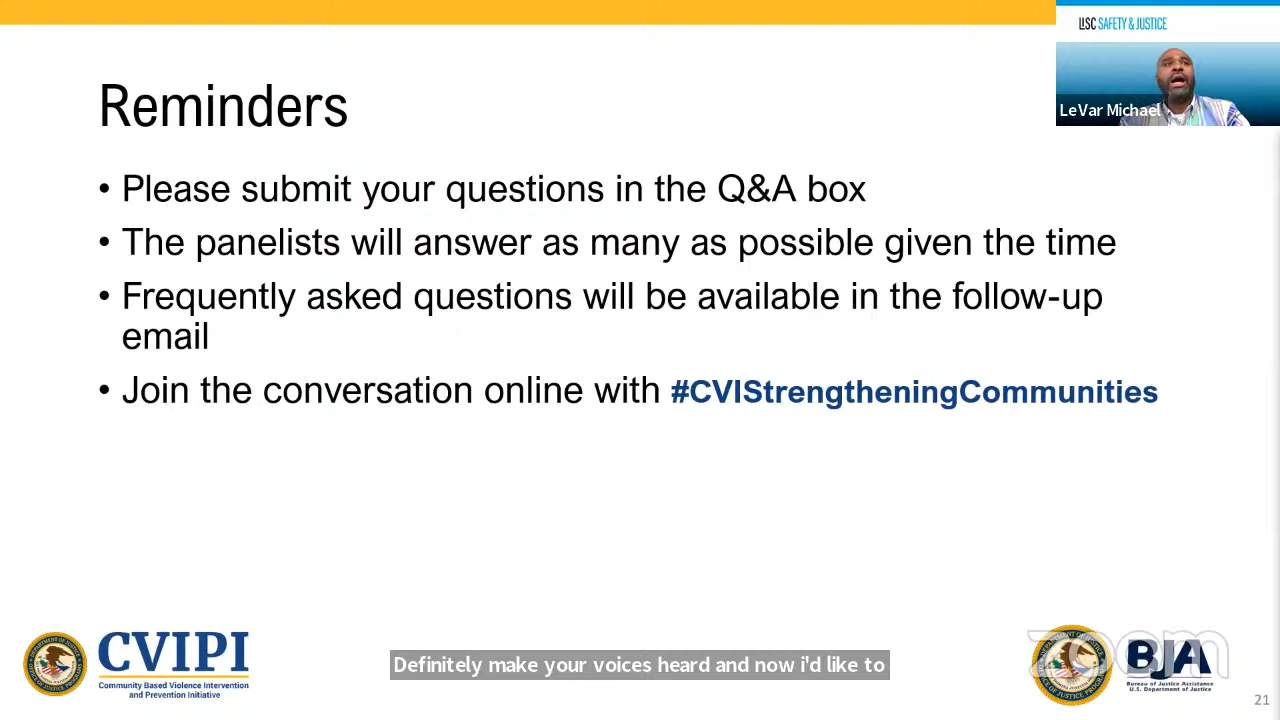 LISC SAFETY & JUSTICE
LeVar Michael
Reminders
• Please submit your questions in the Q&A box
• The panelists will answer as many as possible given the time
• Frequently asked questions will be available in the follow-up
email
• Join the conversation online with #CVIStrengtheningCommunities
CVIPI
Community Based Violence Intervention
and Prevention Initiative
Definitely make your voices heard and now i'd like to
zoom
BJA
Bureau of Justice Assistance
U.S. Department of Justice
21